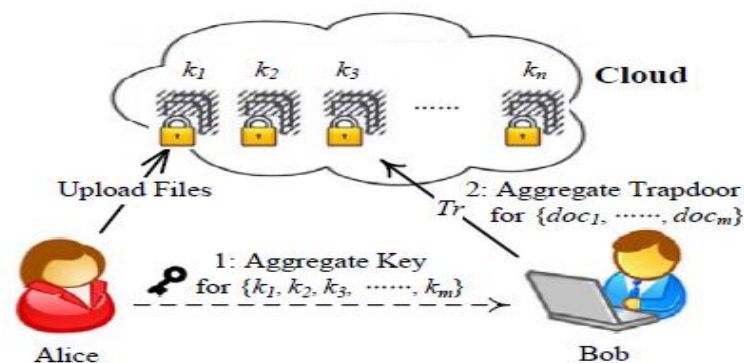 k1 k2 k3 kn
Cloud
......
Upload Files
Tr
2: Aggregate Trapdoor
for {doc1, ......, docm}
1: Aggregate Key
for {k1, k2, k3, ......, km}
Alice
Bob